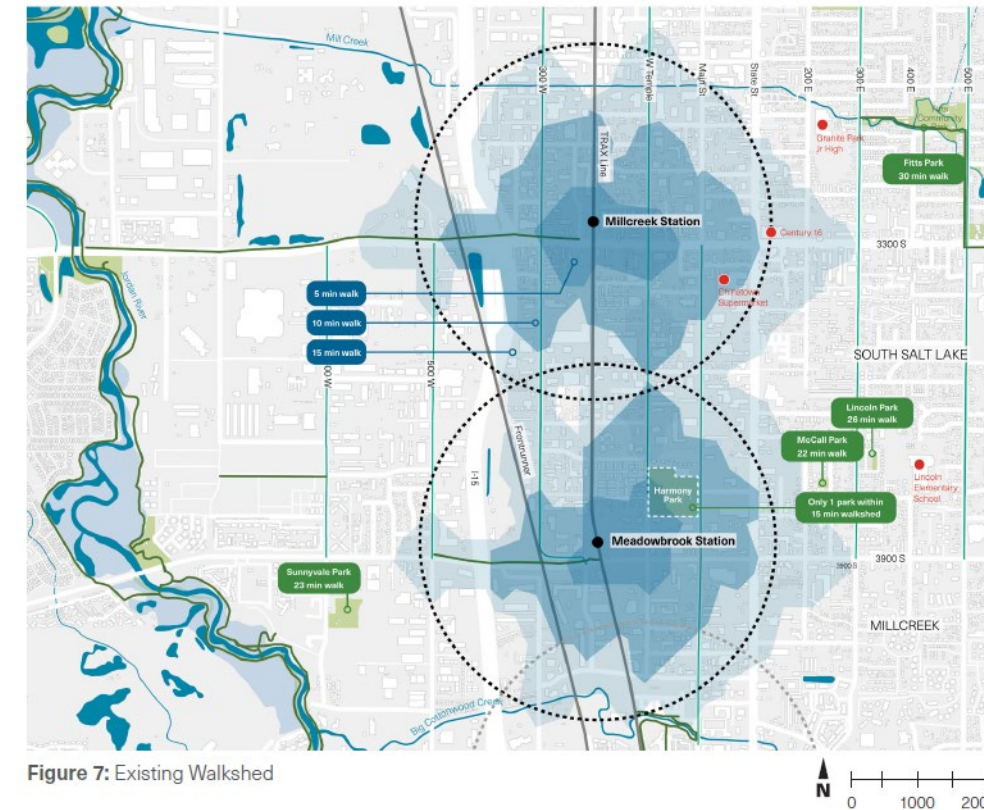 Mill Creek
300 W
W Temple
Main St
State St.
200 E
300 E
400 E
500 E
TRAX Line
Community
Granite Park
Jr High
Fitts Park
30 min walk
Millcreek Station
Century 16
3300 S
Jordan River
5 min walk
10 min walk
15 min walk
Chinatown
Supermarket
SOUTH SALT LAKE
500 W
Lincoln Park
26 min walk
McCall Park
22 min walk
Frontrunner
I-15
Lincoln
Elementary
School
Harmony
Park
Only 1 park within
15 min walkshed
Meadowbrook Station
3900 S
3900 S
Sunnyvale Park
23 min walk
MILLCREEK
Big Cottonwood Creek
Figure 7: Existing Walkshed
N
0 1000